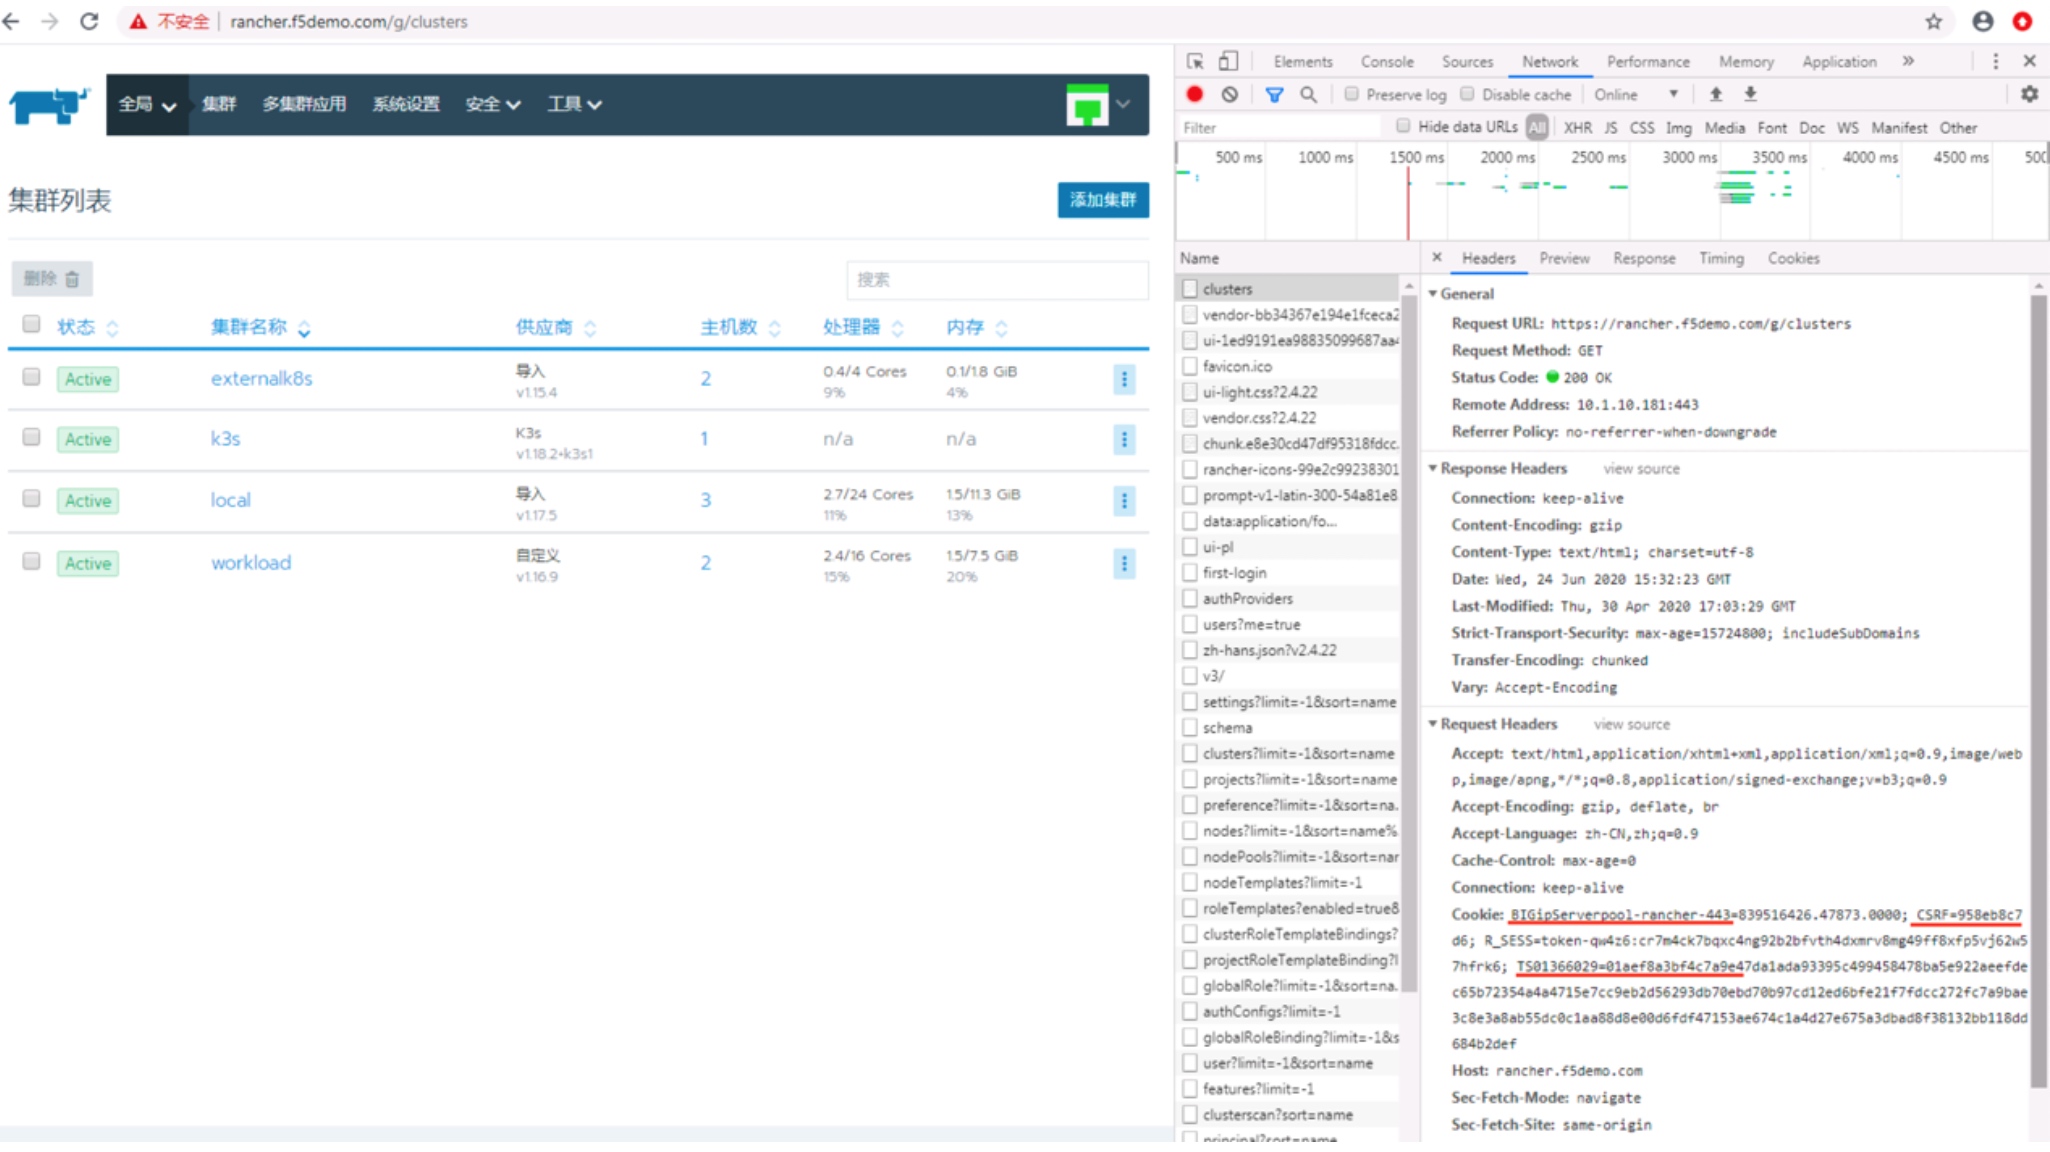 不安全 rancher.f5demo.com/g/clusters
全局 集群 多集群应用 系统设置 安全 工具
集群列表
添加集群
删除
搜索
状态 集群名称 供应商 主机数 处理器 内存
Active externalk8s 导入 2 0.4/4 Cores 0.1/1.8 GiB
v1.15.4 9% 4%
Active k3s K3s 1 n/a n/a
v1.18.2+k3s1
Active local 导入 3 2.7/24 Cores 1.5/11.3 GiB
v1.17.5 11% 13%
Active workload 自定义 2 2.4/16 Cores 1.5/7.5 GiB
v1.16.9 15% 20%
Elements Console Sources Network Performance Memory Application »
Preserve log Disable cache Online
Filter Hide data URLs All XHR JS CSS Img Media Font Doc WS Manifest Other
500 ms 1000 ms 1500 ms 2000 ms 2500 ms 3000 ms 3500 ms 4000 ms 4500 ms 500
Name
clusters
vendor-bb34367e194e1fceca2
ui-1ed9191ea98835099687aa4
favicon.ico
ui-light.css?2.4.22
vendor.css?2.4.22
chunk.e8e30cd47df95318fdcc.
rancher-icons-99e2c99238301
prompt-v1-latin-300-54a81e8
data:application/fo...
ui-pl
first-login
authProviders
users?me=true
zh-hans.json?v2.4.22
v3/
settings?limit=-1&sort=name
schema
clusters?limit=-1&sort=name
projects?limit=-1&sort=name
preference?limit=-1&sort=na.
nodes?limit=-1&sort=name%
nodePools?limit=-1&sort=nar
nodeTemplates?limit=-1
roleTemplates?enabled=true&
clusterRoleTemplateBindings?
projectRoleTemplateBinding?l
globalRole?limit=-1&sort=na.
authConfigs?limit=-1
globalRoleBinding?limit=-1&s
user?limit=-1&sort=name
features?limit=-1
clusterscan?sort=name
principal?sort=name
Headers Preview Response Timing Cookies
General
Request URL: https://rancher.f5demo.com/g/clusters
Request Method: GET
Status Code: 200 OK
Remote Address: 10.1.10.181:443
Referrer Policy: no-referrer-when-downgrade
Response Headers view source
Connection: keep-alive
Content-Encoding: gzip
Content-Type: text/html; charset=utf-8
Date: Wed, 24 Jun 2020 15:32:23 GMT
Last-Modified: Thu, 30 Apr 2020 17:03:29 GMT
Strict-Transport-Security: max-age=15724800; includeSubDomains
Transfer-Encoding: chunked
Vary: Accept-Encoding
Request Headers view source
Accept: text/html,application/xhtml+xml,application/xml;q=0.9,image/web
p,image/apng,*/*;q=0.8,application/signed-exchange;v=b3;q=0.9
Accept-Encoding: gzip, deflate, br
Accept-Language: zh-CN,zh;q=0.9
Cache-Control: max-age=0
Connection: keep-alive
Cookie: BIGipServerpool-rancher-443=839516426.47873.0000; CSRF=958eb8c7
d6; R_SESS=token-qw4z6:cr7m4ck7bqxc4ng92b2bfvth4dxmrv8mg49ff8xfp5vj62w5
7hfrk6; TS01366029=01aef8a3bf4c7a9e47da1ada93395c499458478ba5e922aeefde
c65b72354a4a4715e7cc9eb2d56293db70ebd70b97cd12ed6bfe21f7fdcc272fc7a9bae
3c8e3a8ab55dc0c1aa88d8e00d6fdf47153ae674c1a4d27e675a3dbad8f38132bb118dd
684b2def
Host: rancher.f5demo.com
Sec-Fetch-Mode: navigate
Sec-Fetch-Site: same-origin